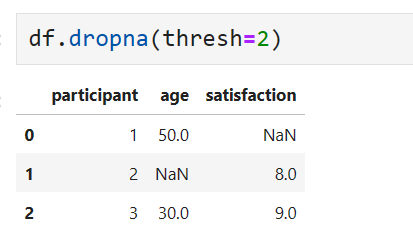 df.dropna(thresh=2)
participant age satisfaction
0 1 50.0 NaN
1 2 NaN 8.0
2 3 30.0 9.0